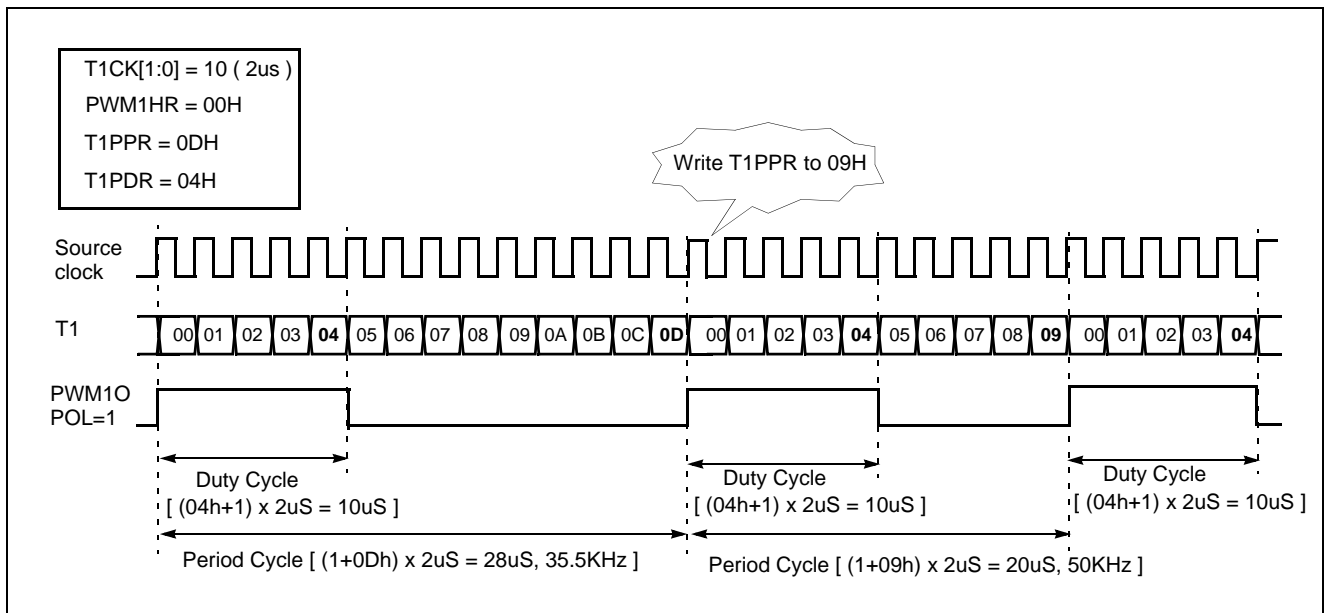 T1CK[1:0] = 10 ( 2us )
PWM1HR = 00H
T1PPR = 0DH
T1PDR = 04H
Write T1PPR to 09H
Source
clock
T1 00 01 02 03 04 05 06 07 08 09 0A 0B 0C 0D 00 01 02 03 04 05 06 07 08 09 00 01 02 03 04
PWM1O
POL=1
Duty Cycle
[ (04h+1) x 2uS = 10uS ]
Duty Cycle
[ (04h+1) x 2uS = 10uS ]
Duty Cycle
[ (04h+1) x 2uS = 10uS ]
Period Cycle [ (1+0Dh) x 2uS = 28uS, 35.5KHz ]
Period Cycle [ (1+09h) x 2uS = 20uS, 50KHz ]